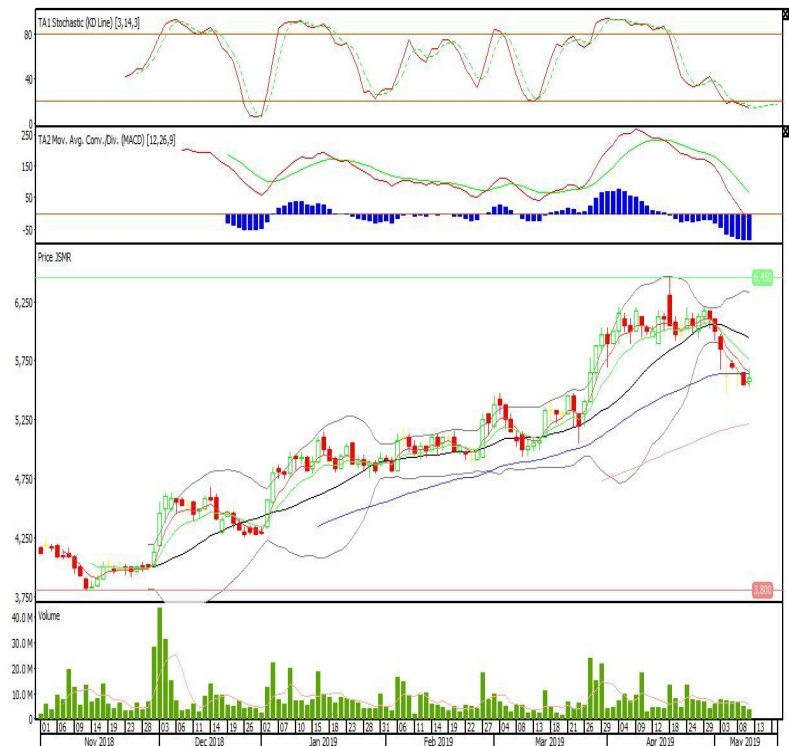 TA1 Stochastic (KD Line) [3,14,3]
80
40
0
TA2 Mov. Avg. Conv./Div. (MACD) [12,26,9]
250
150
50
-50
Price JSMR
6,460
6,250
5,750
5,250
4,750
4,250
3,750
3,800
Volume
40.0 M
30.0 M
20.0 M
10.0 M
0.0 M
01 06 09 14 19 23 28 03 06 11 14 19 26 02 07 10 15 18 23 28 31 06 11 14 19 22 27 04 08 13 18 21 26 29 04 09 12 18 24 29 03 08 13
Nov 2018 Dec 2018 Jan 2019 Feb 2019 Mar 2019 Apr 2019 May 2019